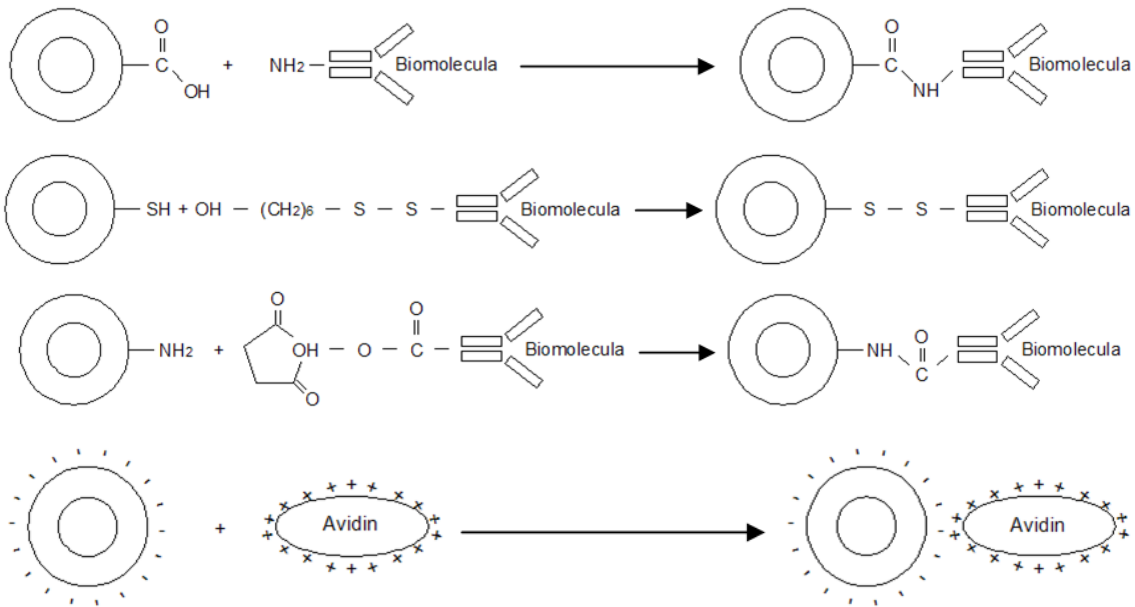 O
C OH + NH2 Biomolecula O C NH Biomolecula
SH + OH – (CH2)6 – S – S – Biomolecula – S – S – Biomolecula
O O
NH2 + OH – O – C – Biomolecula NH O C Biomolecula
O
+ Avidin - Avidin